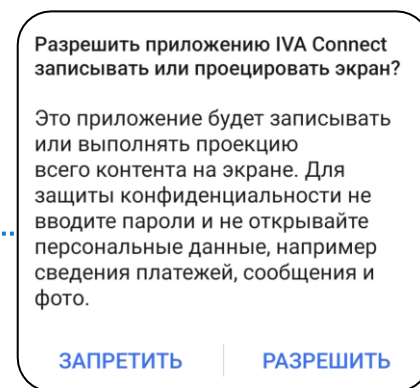 Разрешить приложению IVA Connect
записывать или проецировать экран?
Это приложение будет записывать
или выполнять проекцию
всего контента на экране. Для
защиты конфиденциальности не
вводите пароли и не открывайте
персональные данные, например
сведения платежей, сообщения и
фото.
ЗАПРЕТИТЬ РАЗРЕШИТЬ